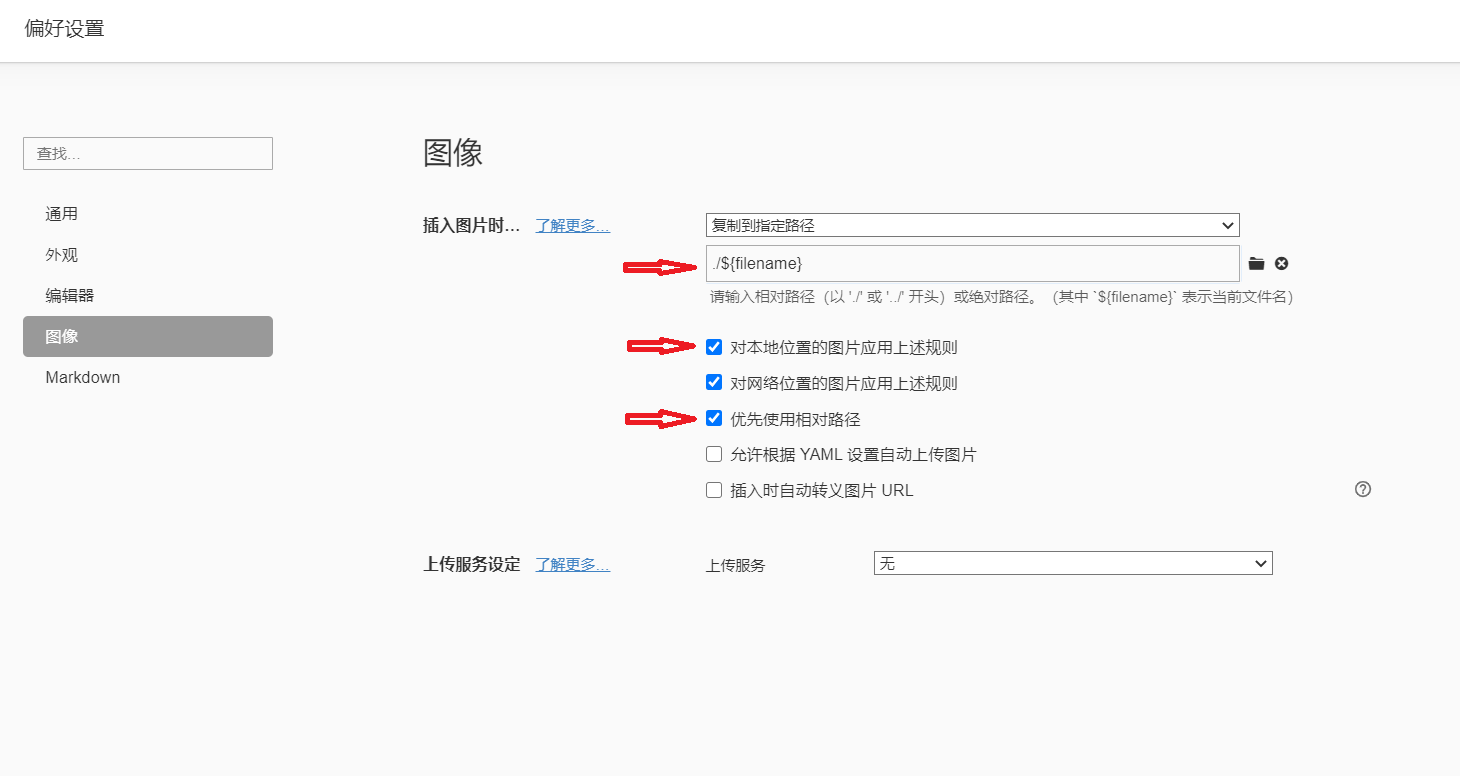 偏好设置
查找...
通用
外观
编辑器
图像
Markdown
图像
插入图片时... 了解更多...
复制到指定路径
./${filename}
请输入相对路径（以 './' 或 '../' 开头）或绝对路径。（其中 `${filename}` 表示当前文件名）
对本地位置的图片应用上述规则
对网络位置的图片应用上述规则
优先使用相对路径
允许根据 YAML 设置自动上传图片
插入时自动转义图片 URL
上传服务设定 了解更多...
上传服务 无